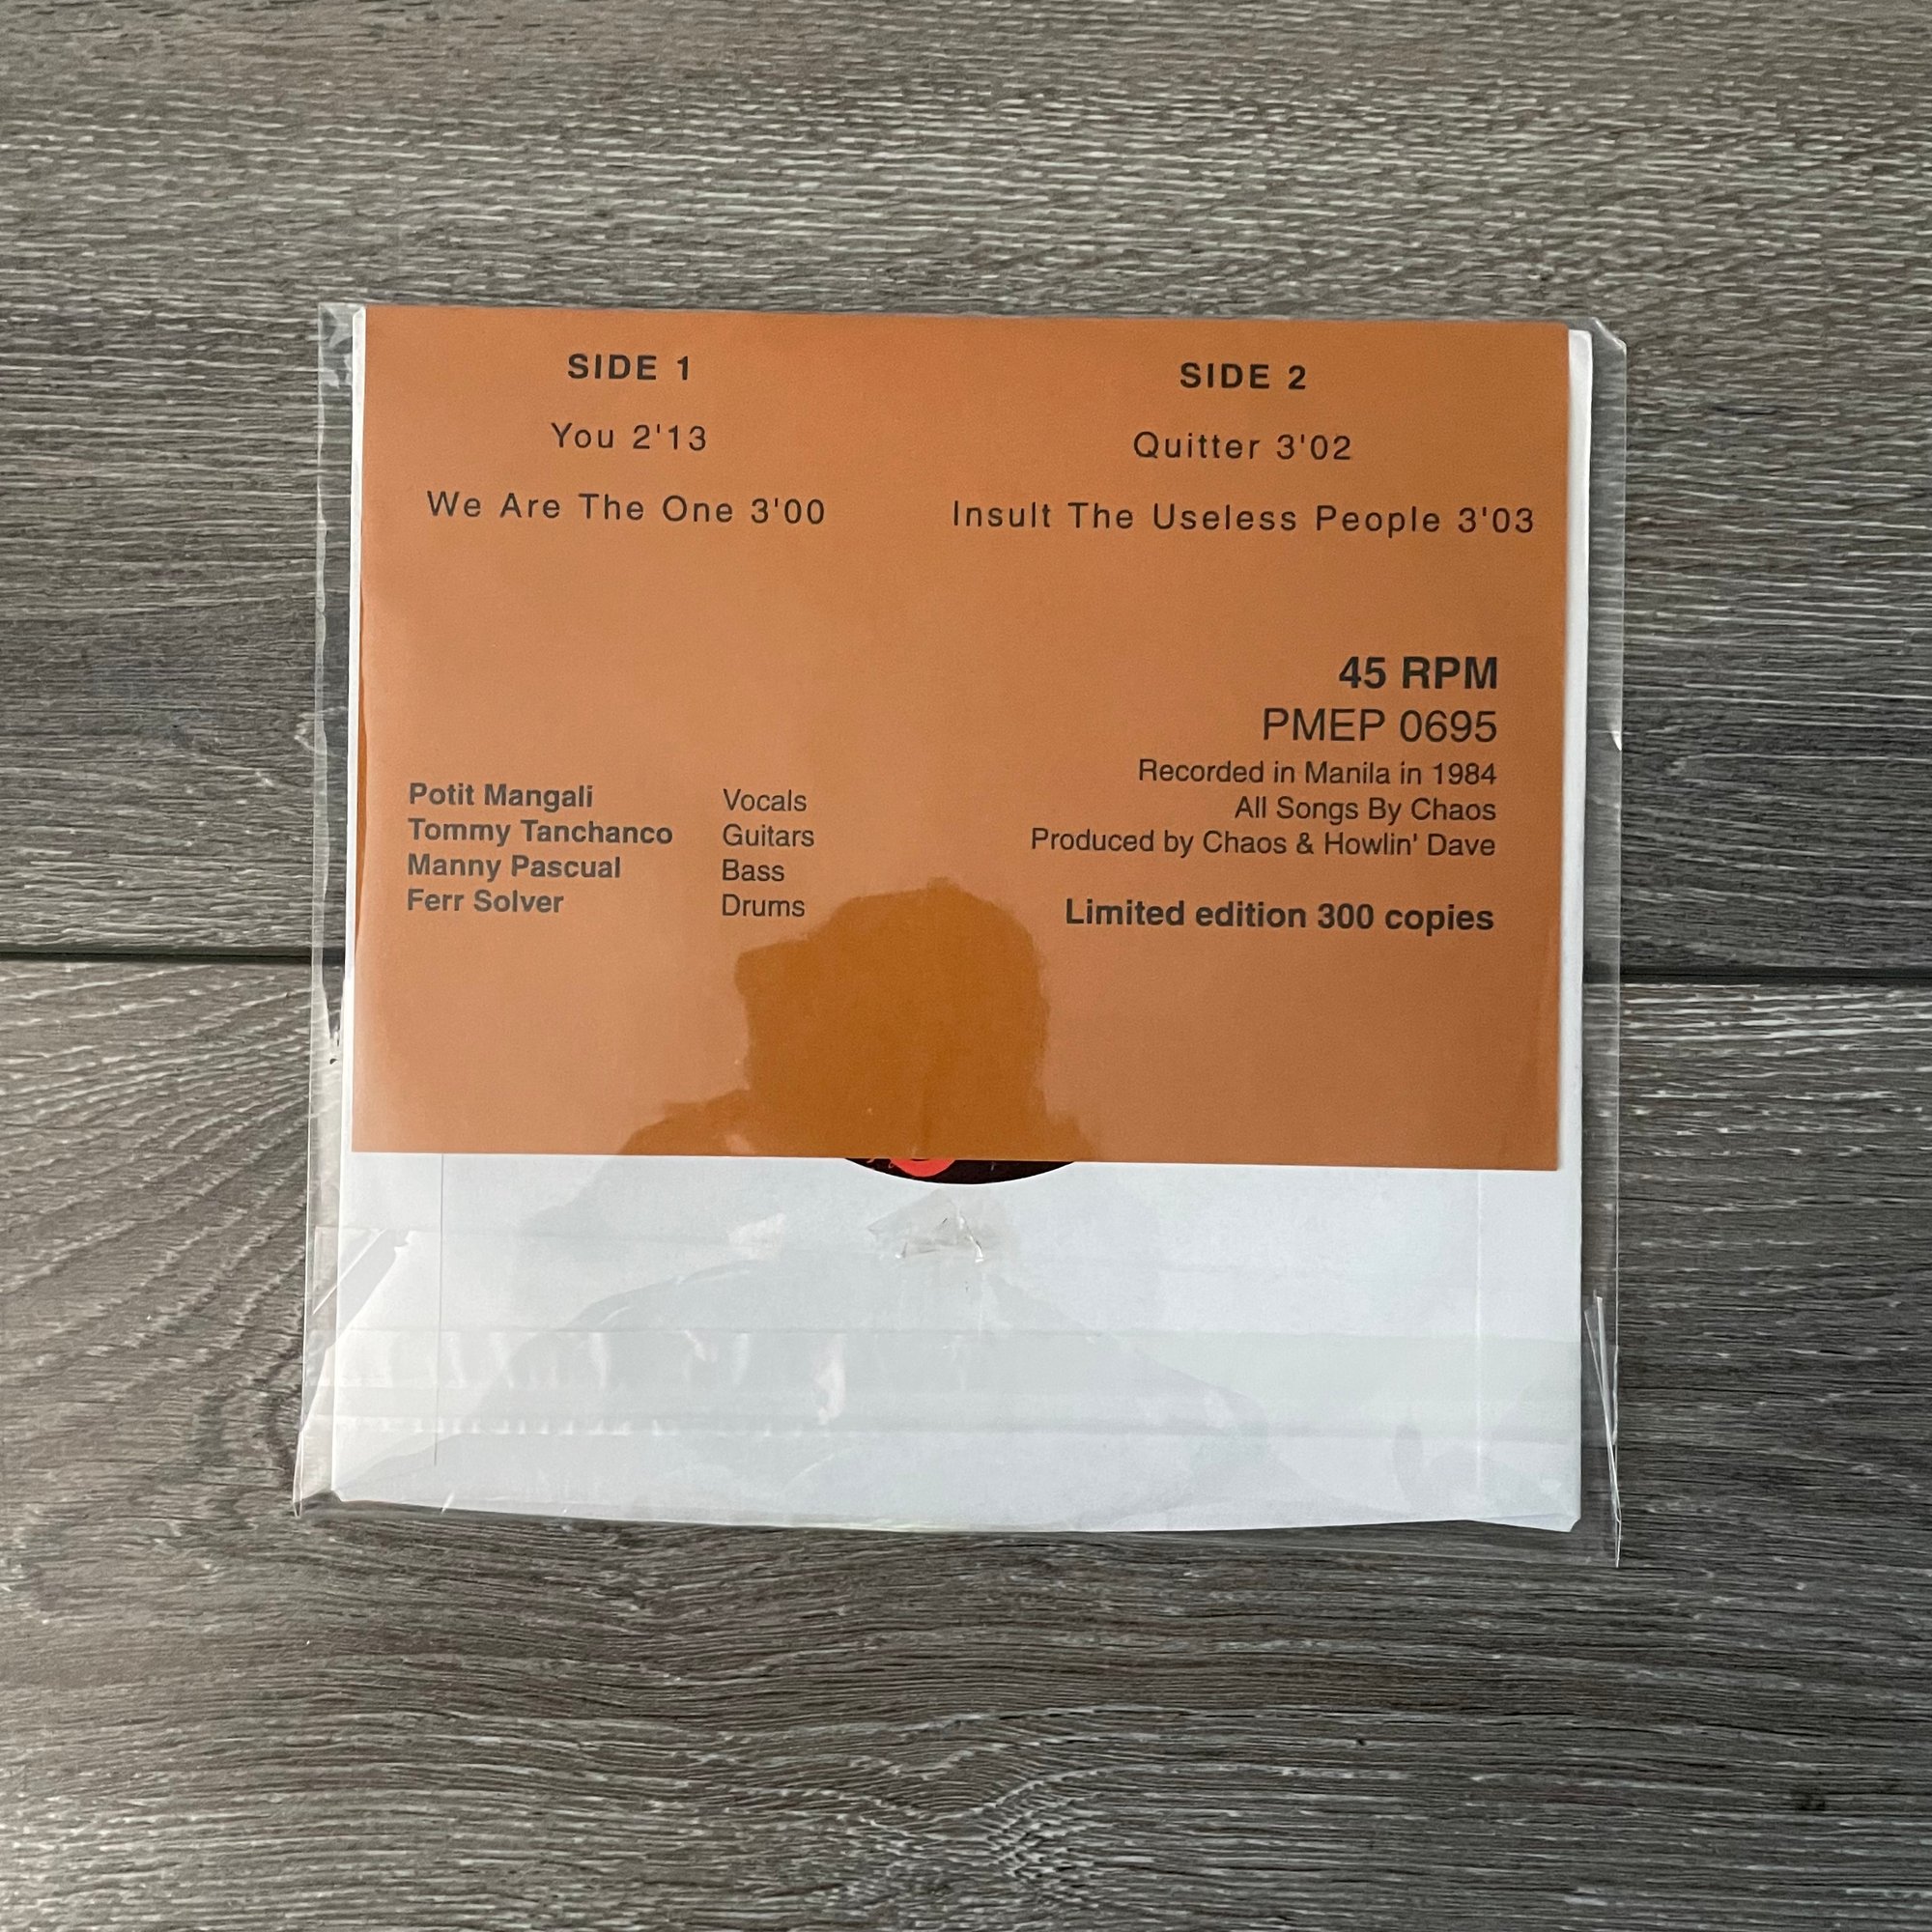 SIDE 1
You 2'13
We Are The One 3'00
SIDE 2
Quitter 3'02
Insult The Useless People 3'03
45 RPM
PMEP 0695
Recorded in Manila in 1984
All Songs By Chaos
Produced by Chaos & Howlin' Dave
Limited edition 300 copies
Potit Mangali Vocals
Tommy Tanchanco Guitars
Manny Pascual Bass
Ferr Solver Drums